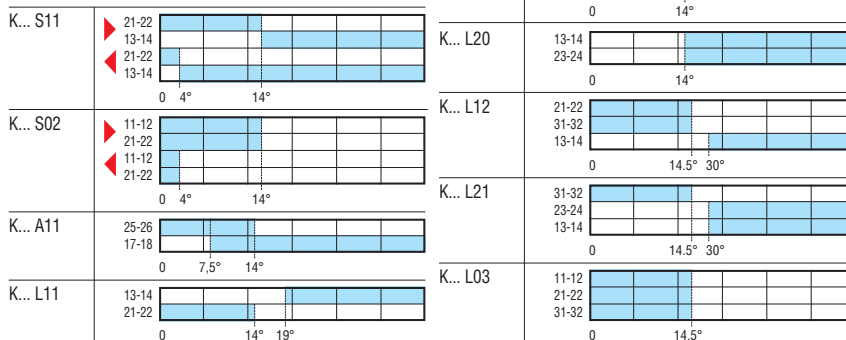 K... S11
21-22
13-14
21-22
13-14
0 4° 14°
K... S02
11-12
21-22
11-12
21-22
0 4° 14°
K... A11
25-26
17-18
0 7,5° 14°
K... L11
13-14
21-22
0 14° 19°
0 14°
K... L20
13-14
23-24
0 14°
K... L12
21-22
31-32
13-14
0 14.5° 30°
K... L21
31-32
23-24
13-14
0 14.5° 30°
K... L03
11-12
21-22
31-32
0 14.5°